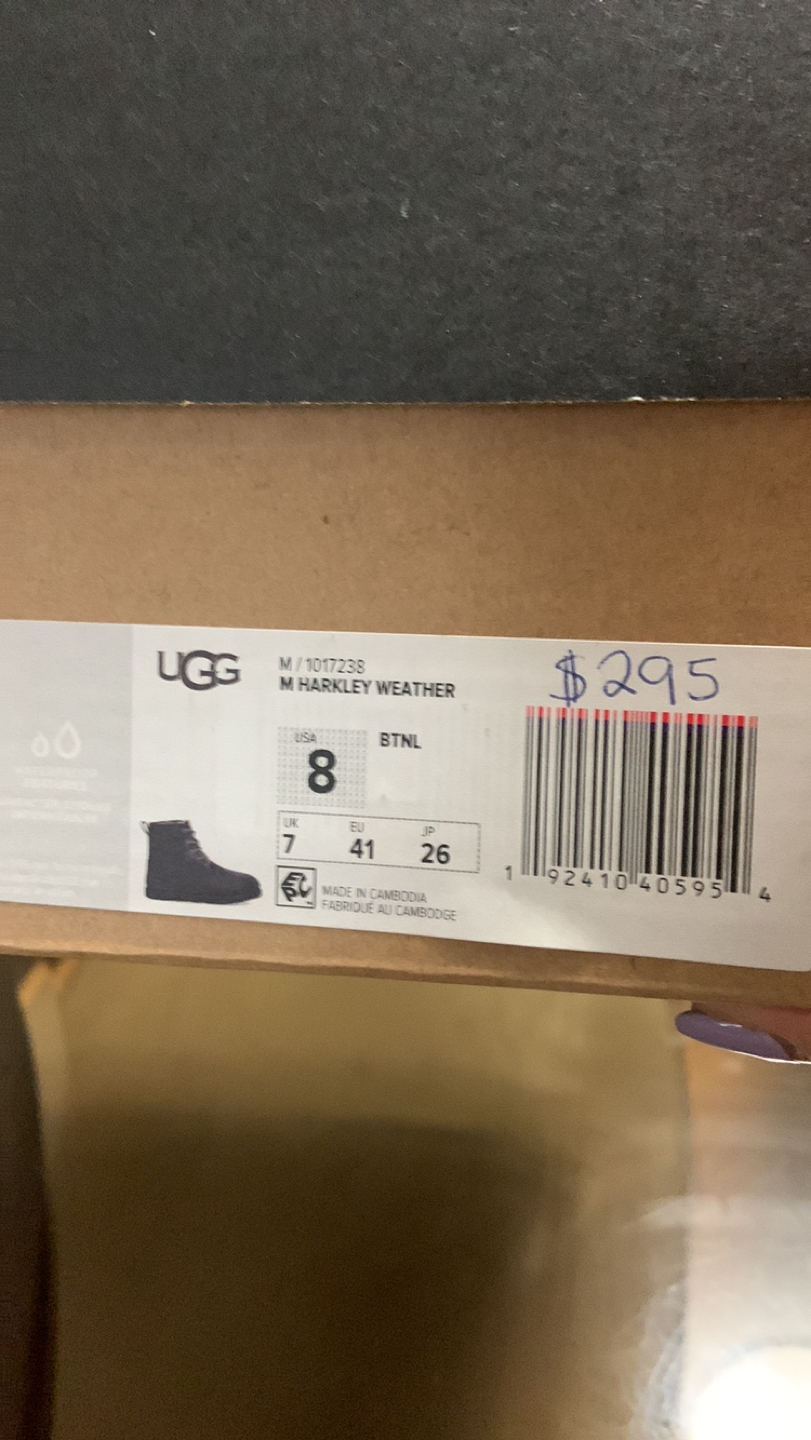 UGG
M / 1017238
M HARKLEY WEATHER
$295
USA
8
BTNL
UK EU JP
7 41 26
MADE IN CAMBODIA
FABRIQUÉ AU CAMBODGE
1 92410 40595 4